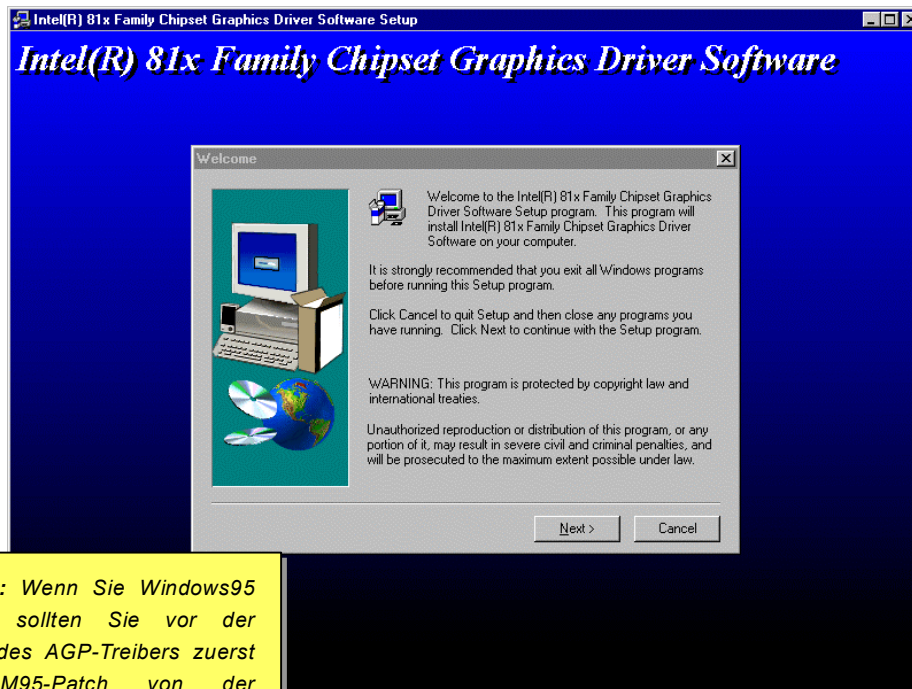 Intel(R) 81x Family Chipset Graphics Driver Software Setup
Intel(R) 81x Family Chipset Graphics Driver Software
Welcome
Welcome to the Intel(R) 81x Family Chipset Graphics
Driver Software Setup program. This program will
install Intel(R) 81x Family Chipset Graphics Driver
Software on your computer.
It is strongly recommended that you exit all Windows programs
before running this Setup program.
Click Cancel to quit Setup and then close any programs you
have running. Click Next to continue with the Setup program.
WARNING: This program is protected by copyright law and
international treaties.
Unauthorized reproduction or distribution of this program, or any
portion of it, may result in severe civil and criminal penalties, and
will be prosecuted to the maximum extent possible under law.
Next >
Cancel
: Wenn Sie Windows95
sollten Sie vor der
des AGP-Treibers zuerst
M95-Patch von der